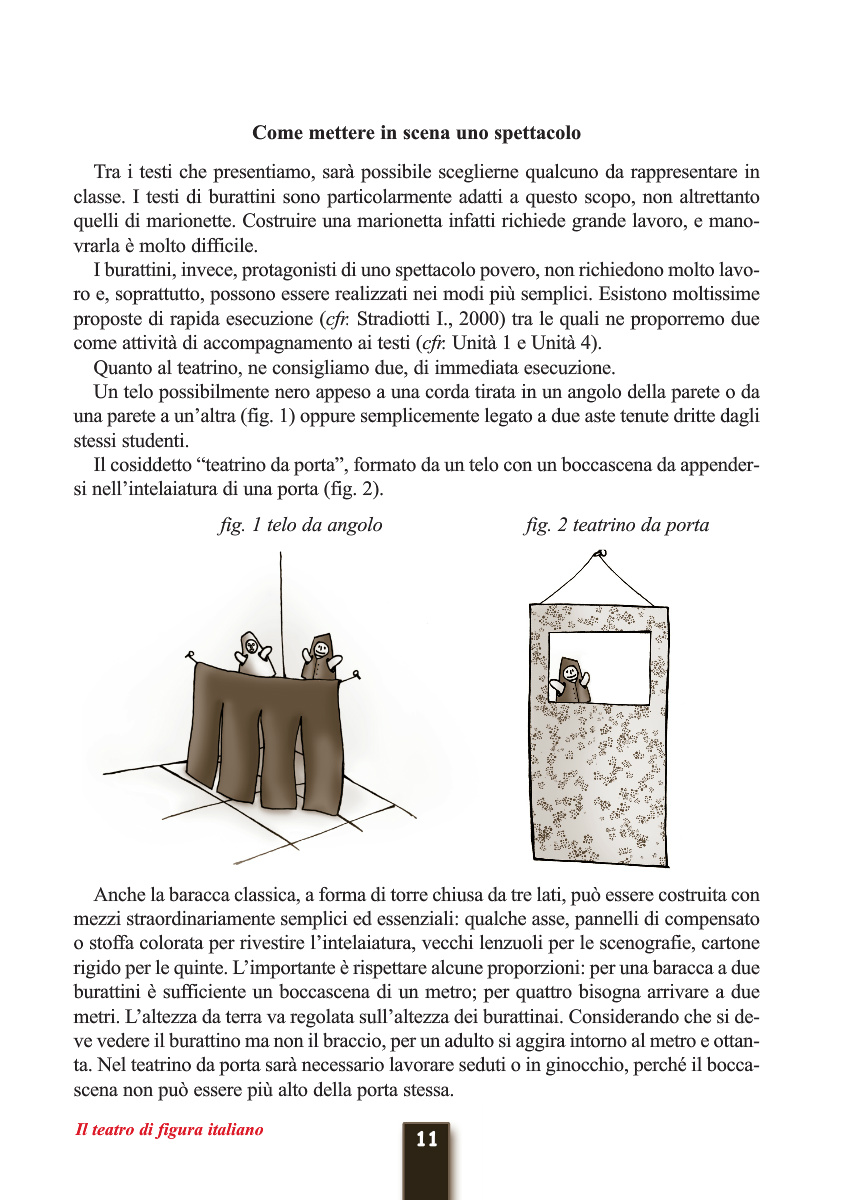 Come mettere in scena uno spettacolo
Tra i testi che presentiamo, sarà possibile sceglierne qualcuno da rappresentare in
classe. I testi di burattini sono particolarmente adatti a questo scopo, non altrettanto
quelli di marionette. Costruire una marionetta infatti richiede grande lavoro, e mano-
vrarla è molto difficile.
I burattini, invece, protagonisti di uno spettacolo povero, non richiedono molto lavo-
ro e, soprattutto, possono essere realizzati nei modi più semplici. Esistono moltissime
proposte di rapida esecuzione (cfr. Stradiotti I., 2000) tra le quali ne proporremo due
come attività di accompagnamento ai testi (cfr. Unità 1 e Unità 4).
Quanto al teatrino, ne consigliamo due, di immediata esecuzione.
Un telo possibilmente nero appeso a una corda tirata in un angolo della parete o da
una parete a un'altra (fig. 1) oppure semplicemente legato a due aste tenute dritte dagli
stessi studenti.
Il cosiddetto “teatrino da porta”, formato da un telo con un boccascena da appender-
si nell'intelaiatura di una porta (fig. 2).
fig. 1 telo da angolo
fig. 2 teatrino da porta
Anche la baracca classica, a forma di torre chiusa da tre lati, può essere costruita con
mezzi straordinariamente semplici ed essenziali: qualche asse, pannelli di compensato
o stoffa colorata per rivestire l'intelaiatura, vecchi lenzuoli per le scenografie, cartone
rigido per le quinte. L'importante è rispettare alcune proporzioni: per una baracca a due
burattini è sufficiente un boccascena di un metro; per quattro bisogna arrivare a due
metri. L'altezza da terra va regolata sull'altezza dei burattinai. Considerando che si de-
ve vedere il burattino ma non il braccio, per un adulto si aggira intorno al metro e ottan-
ta. Nel teatrino da porta sarà necessario lavorare seduti o in ginocchio, perché il bocca-
scena non può essere più alto della porta stessa.
Il teatro di figura italiano
11